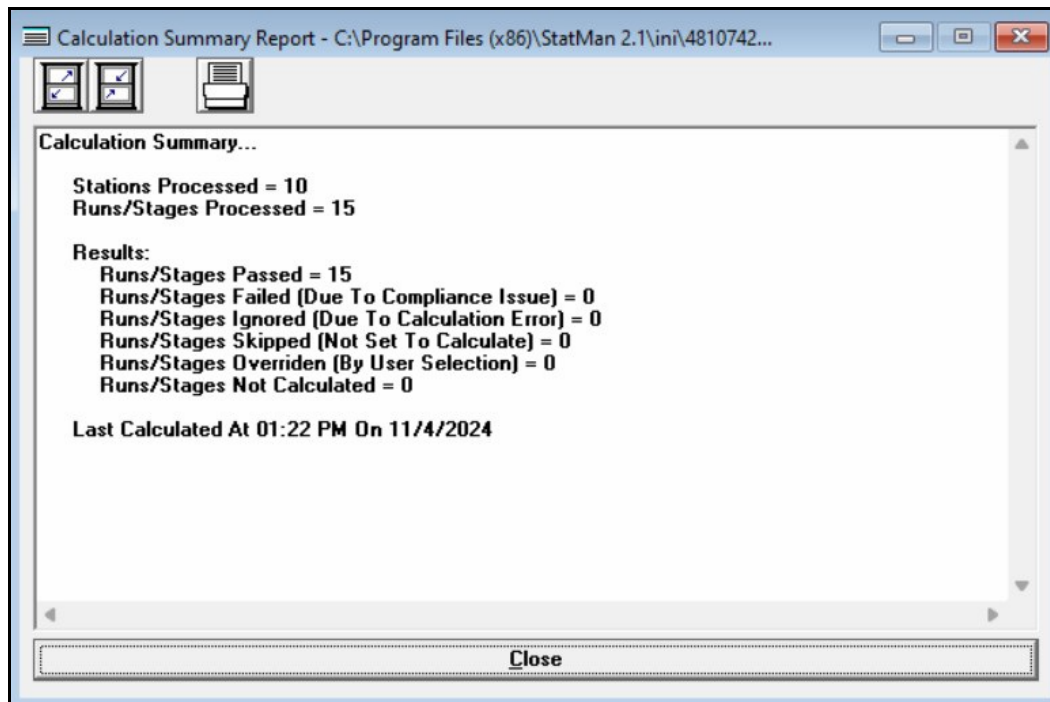 Calculation Summary Report - C:\Program Files (x86)\StatMan 2.1\ini\4810742...
Calculation Summary...
Stations Processed = 10
Runs/Stages Processed = 15
Results:
Runs/Stages Passed = 15
Runs/Stages Failed (Due To Compliance Issue) = 0
Runs/Stages Ignored (Due To Calculation Error) = 0
Runs/Stages Skipped (Not Set To Calculate) = 0
Runs/Stages Overriden (By User Selection) = 0
Runs/Stages Not Calculated = 0
Last Calculated At 01:22 PM On 11/4/2024
Close